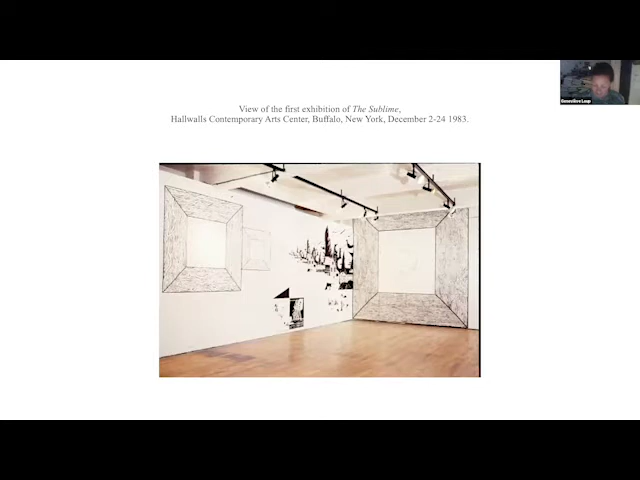 View of the first exhibition of The Sublime,
Hallwalls Contemporary Arts Center, Buffalo, New York, December 2-24 1983.